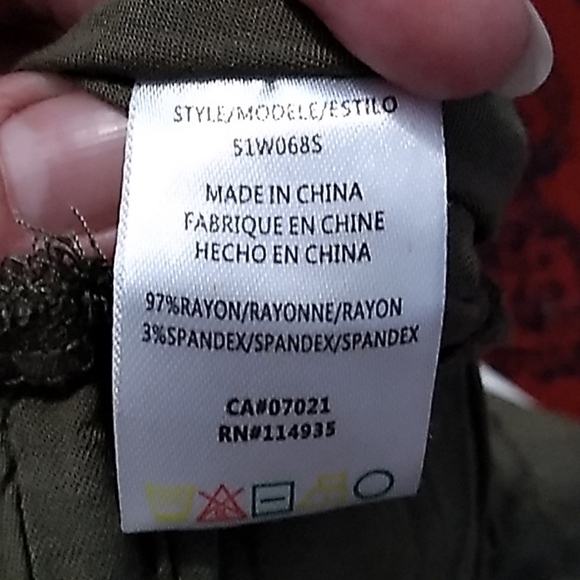 STYLE/MODELE/ESTILO
S1W068S
MADE IN CHINA
FABRIQUE EN CHINE
HECHO EN CHINA
97%RAYON/RAYONNE/RAYON
3%SPANDEX/SPANDEX/SPANDEX
CA#07021
RN#114935